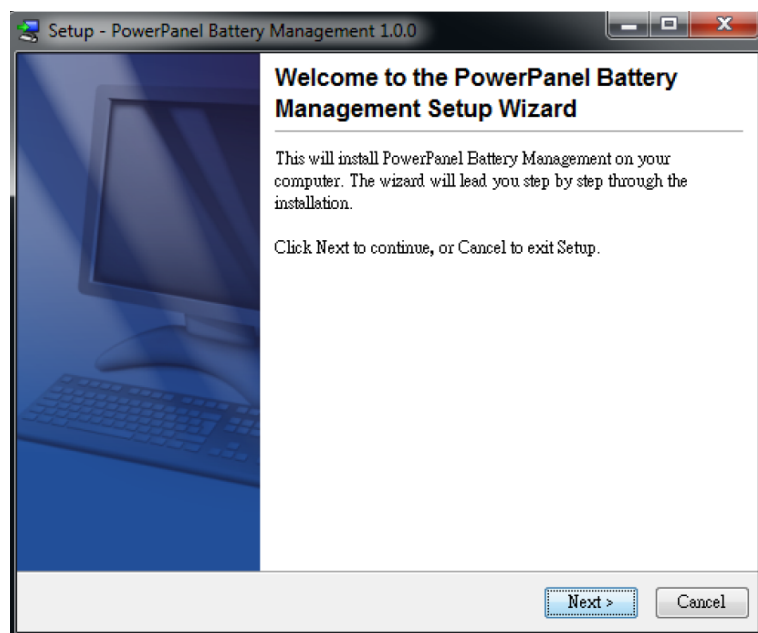 Setup - PowerPanel Battery Management 1.0.0
Welcome to the PowerPanel Battery
Management Setup Wizard
This will install PowerPanel Battery Management on your
computer. The wizard will lead you step by step through the
installation.
Click Next to continue, or Cancel to exit Setup.
Next >
Cancel